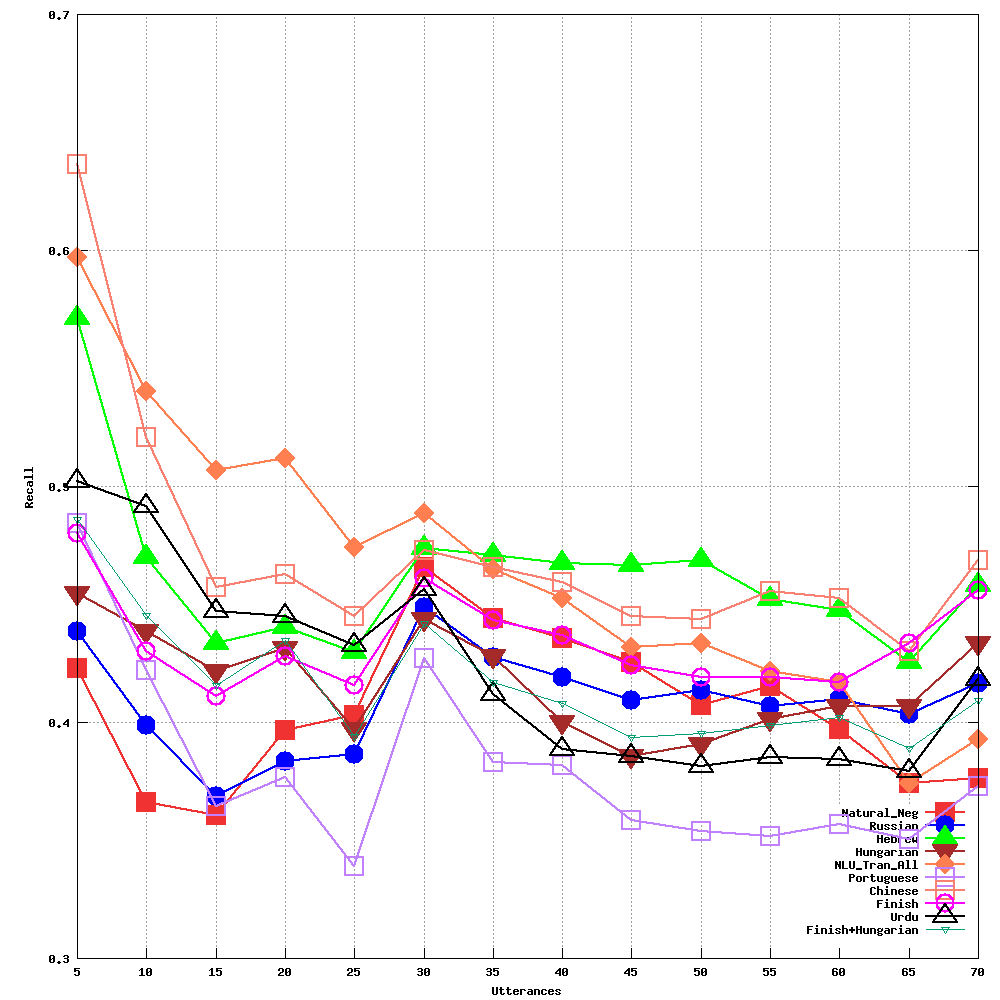 0.7
0.6
0.5
0.4
0.3
Recall
5 10 15 20 25 30 35 40 45 50 55 60 65 70
Utterances
Natural_Neg
Russian
Hebrew
Hungarian
NLU_Tran_All
Portuguese
Chinese
Finish
Urdu
Finish+Hungarian